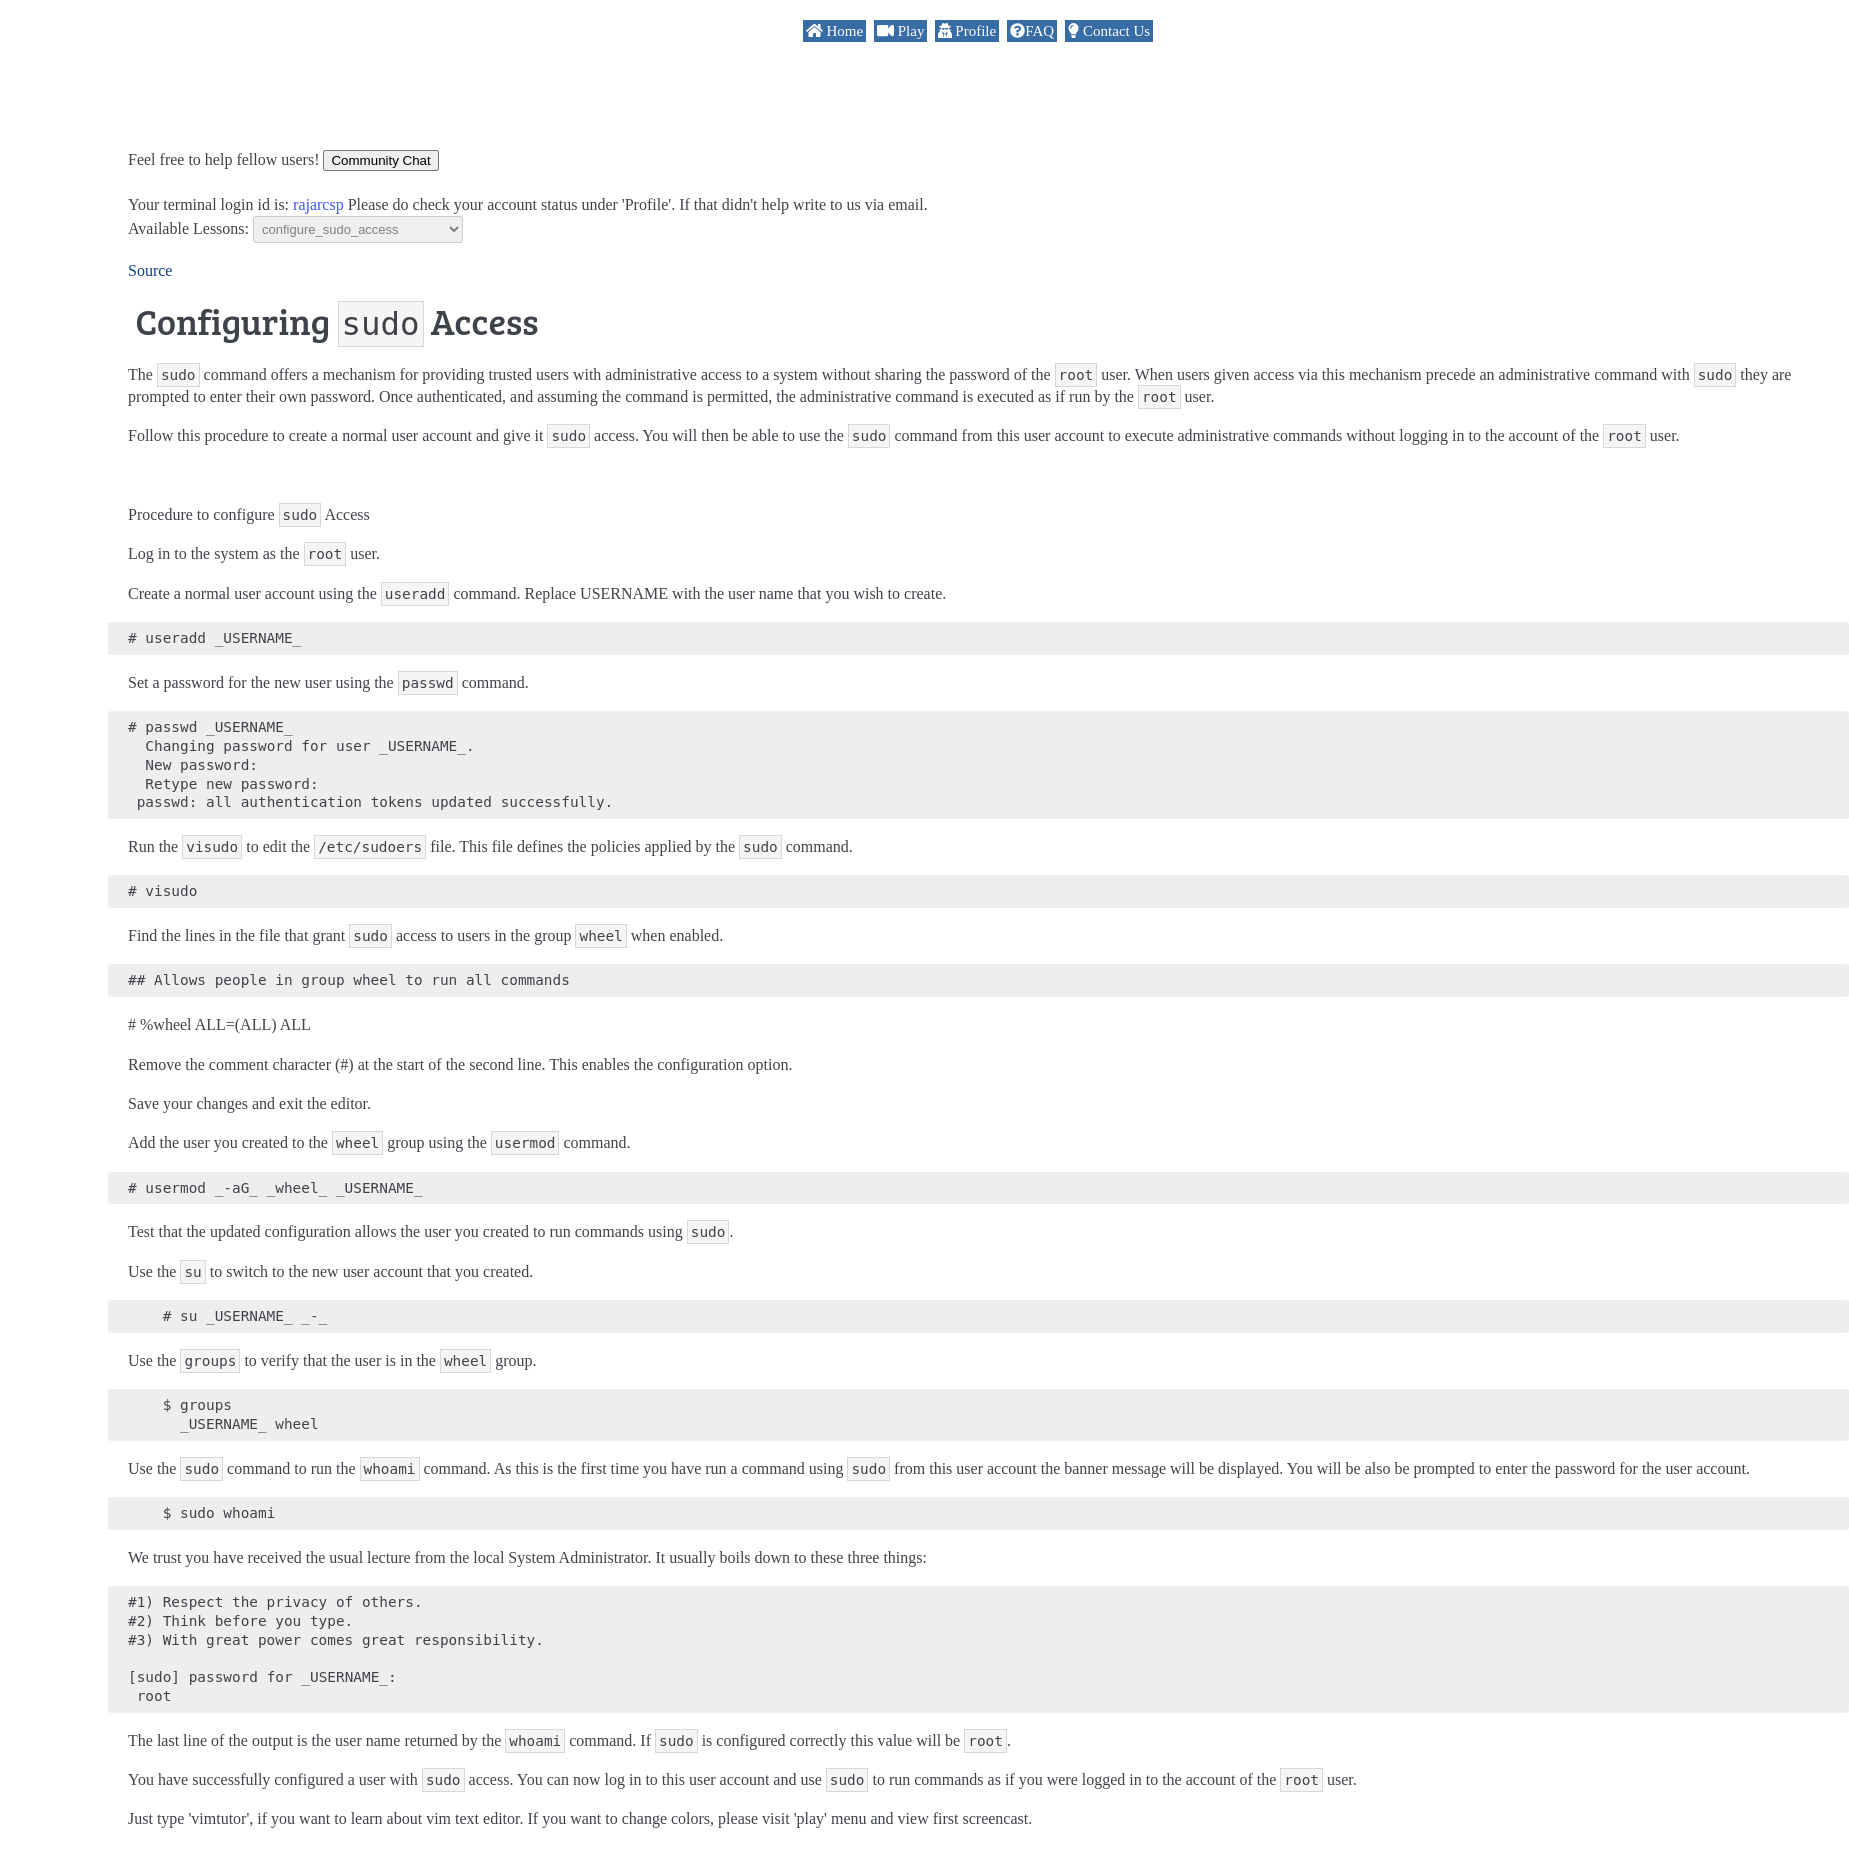 Home Play Profile FAQ Contact Us
Feel free to help fellow users! Community Chat
Your terminal login id is: rajarcsp Please do check your account status under 'Profile'. If that didn't help write to us via email.
Available Lessons: configure_sudo_access
Source
Configuring sudo Access
The sudo command offers a mechanism for providing trusted users with administrative access to a system without sharing the password of the root user. When users given access via this mechanism precede an administrative command with sudo they are
prompted to enter their own password. Once authenticated, and assuming the command is permitted, the administrative command is executed as if run by the root user.
Follow this procedure to create a normal user account and give it sudo access. You will then be able to use the sudo command from this user account to execute administrative commands without logging in to the account of the root user.
Procedure to configure sudo Access
Log in to the system as the root user.
Create a normal user account using the useradd command. Replace USERNAME with the user name that you wish to create.
# useradd _USERNAME_
Set a password for the new user using the passwd command.
# passwd _USERNAME_
Changing password for user _USERNAME_.
New password:
Retype new password:
passwd: all authentication tokens updated successfully.
Run the visudo to edit the /etc/sudoers file. This file defines the policies applied by the sudo command.
# visudo
Find the lines in the file that grant sudo access to users in the group wheel when enabled.
## Allows people in group wheel to run all commands
# %wheel ALL=(ALL) ALL
Remove the comment character (#) at the start of the second line. This enables the configuration option.
Save your changes and exit the editor.
Add the user you created to the wheel group using the usermod command.
# usermod _-aG_ _wheel_ _USERNAME_
Test that the updated configuration allows the user you created to run commands using sudo.
Use the su to switch to the new user account that you created.
# su _USERNAME_ _-_
Use the groups to verify that the user is in the wheel group.
$ groups
_USERNAME_ wheel
Use the sudo command to run the whoami command. As this is the first time you have run a command using sudo from this user account the banner message will be displayed. You will be also be prompted to enter the password for the user account.
$ sudo whoami
We trust you have received the usual lecture from the local System Administrator. It usually boils down to these three things:
#1) Respect the privacy of others.
#2) Think before you type.
#3) With great power comes great responsibility.
[sudo] password for _USERNAME_:
root
The last line of the output is the user name returned by the whoami command. If sudo is configured correctly this value will be root.
You have successfully configured a user with sudo access. You can now log in to this user account and use sudo to run commands as if you were logged in to the account of the root user.
Just type 'vimtutor', if you want to learn about vim text editor. If you want to change colors, please visit 'play' menu and view first screencast.